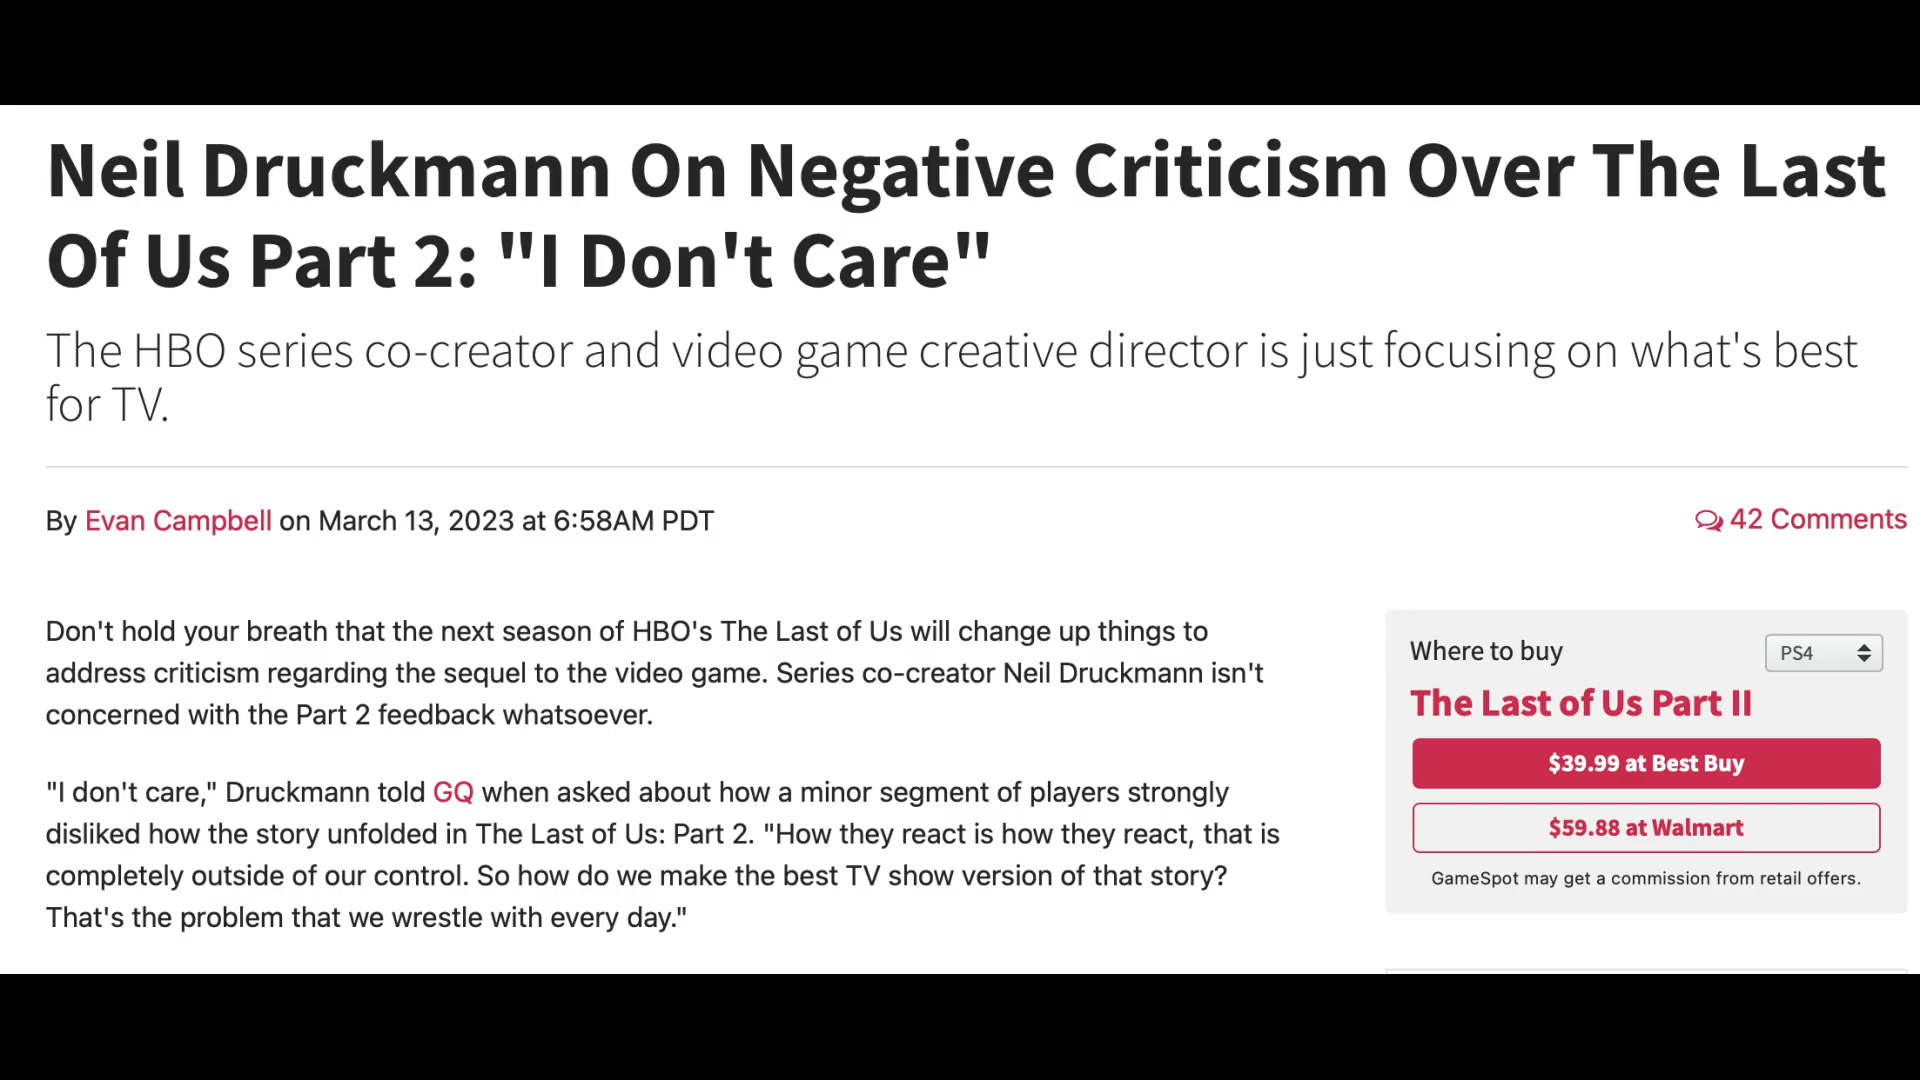 Neil Druckmann On Negative Criticism Over The Last
Of Us Part 2: "I Don't Care"
The HBO series co-creator and video game creative director is just focusing on what's best
for TV.
By Evan Campbell on March 13, 2023 at 6:58AM PDT
42 Comments
Don't hold your breath that the next season of HBO's The Last of Us will change up things to
address criticism regarding the sequel to the video game. Series co-creator Neil Druckmann isn't
concerned with the Part 2 feedback whatsoever.
"I don't care," Druckmann told GQ when asked about how a minor segment of players strongly
disliked how the story unfolded in The Last of Us: Part 2. "How they react is how they react, that is
completely outside of our control. So how do we make the best TV show version of that story?
That's the problem that we wrestle with every day."
Where to buy
PS4
The Last of Us Part II
$39.99 at Best Buy
$59.88 at Walmart
GameSpot may get a commission from retail offers.